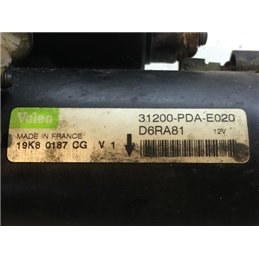 Valeo 31200-PDA-E020
D6RA81 12V
MADE IN FRANCE
19K8 0187 CG V 1